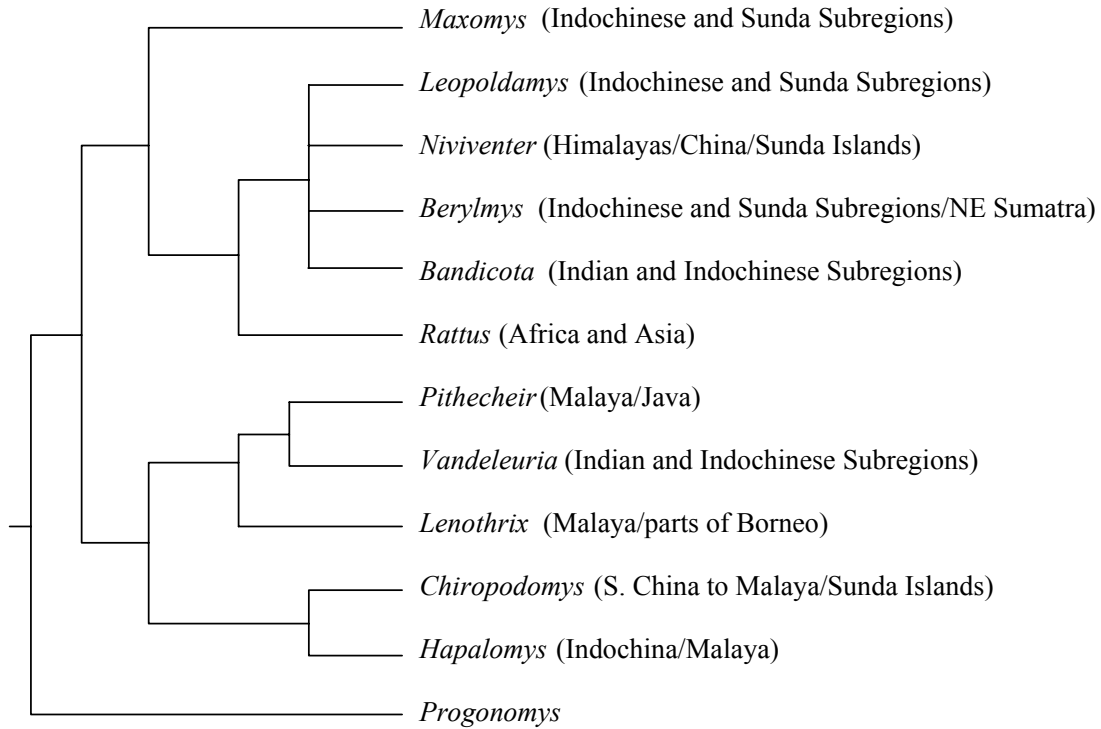 Maxomys (Indochinese and Sunda Subregions)
Leopoldamys (Indochinese and Sunda Subregions)
Niviventer (Himalayas/China/Sunda Islands)
Berylmys (Indochinese and Sunda Subregions/NE Sumatra)
Bandicota (Indian and Indochinese Subregions)
Rattus (Africa and Asia)
Pithecheir (Malaya/Java)
Vandeleuria (Indian and Indochinese Subregions)
Lenothrix (Malaya/parts of Borneo)
Chiropodomys (S. China to Malaya/Sunda Islands)
Hapalomys (Indochina/Malaya)
Progonomys